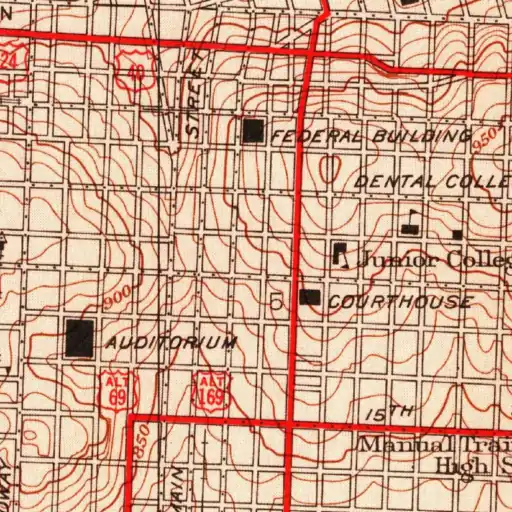 N
24
40
STREET
FEDERAL BUILDING
950
DENTAL COLLE
Junior Colleg
900
5
COURTHOUSE
AUDITORIUM
ALT
69
ALT
169
15TH
850
Manual Trai
High S
MAIN